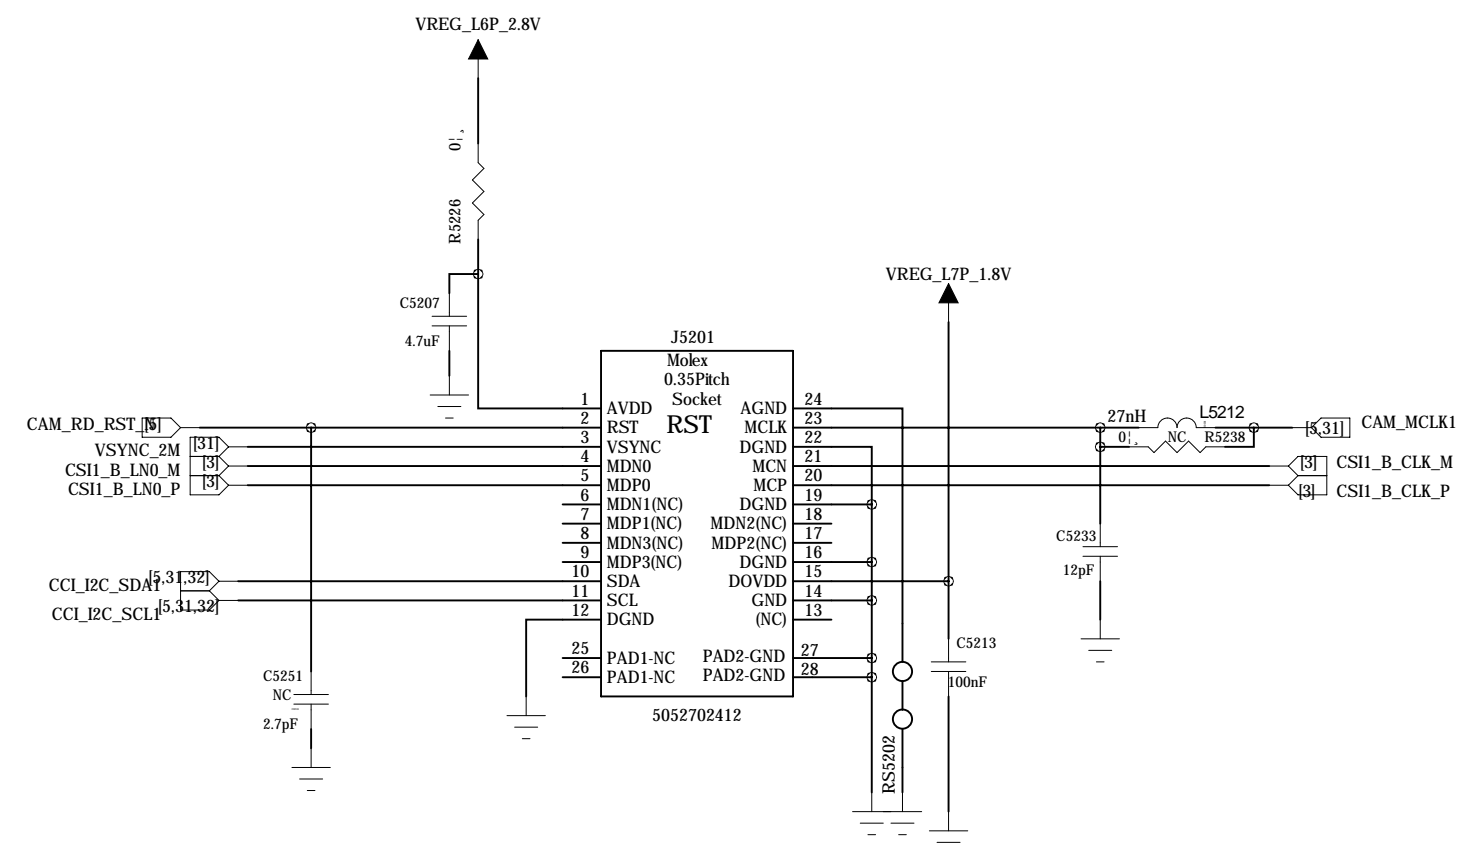 VREG_L6P_2.8V
R5226
C5207
4.7uF
VREG_L7P_1.8V
J5201
Molex
0.35Pitch
Socket
RST
1 AVDD
2 RST
3 VSYNC
4 MDN0
5 MDP0
6 MDN1(NC)
7 MDP1(NC)
8 MDN3(NC)
9 MDP3(NC)
10 SDA
11 SCL
12 DGND
25 PAD1-NC
26 PAD1-NC
AGND 24
MCLK 23
DGND 22
MCN 21
MCP 20
DGND 19
MDN2(NC) 18
MDP2(NC) 17
DGND 16
DOVDD 15
GND 14
(NC) 13
PAD2-GND 27
PAD2-GND 28
5052702412
CAM_RD_RST_N [5]
VSYNC_2M [31]
CSI1_B_LN0_M [3]
CSI1_B_LN0_P [3]
CCI_I2C_SDA1 [5,31,32]
CCI_I2C_SCL1 [5,31,32]
C5251
NC
2.7pF
27nH L5212
NC R5238
[5,31] CAM_MCLK1
[3] CSI1_B_CLK_M
[3] CSI1_B_CLK_P
C5233
12pF
C5213
100nF
RS5202